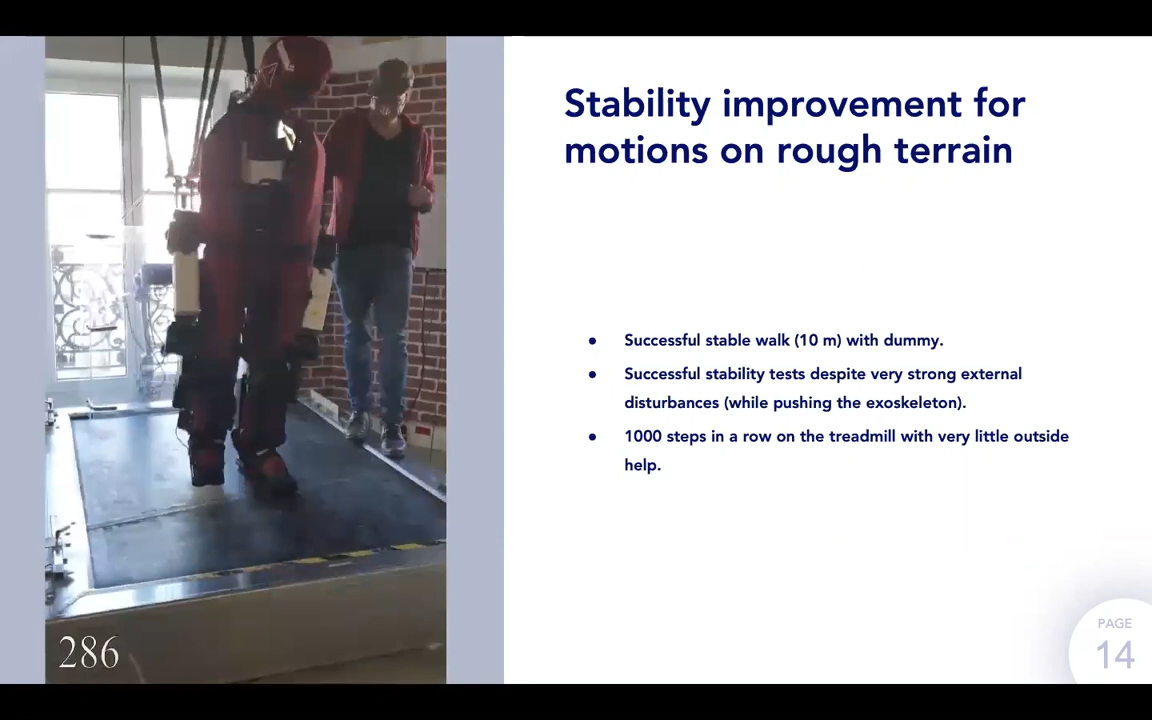 Stability improvement for
motions on rough terrain
● Successful stable walk (10 m) with dummy.
● Successful stability tests despite very strong external
disturbances (while pushing the exoskeleton).
● 1000 steps in a row on the treadmill with very little outside
help.
286
PAGE
14